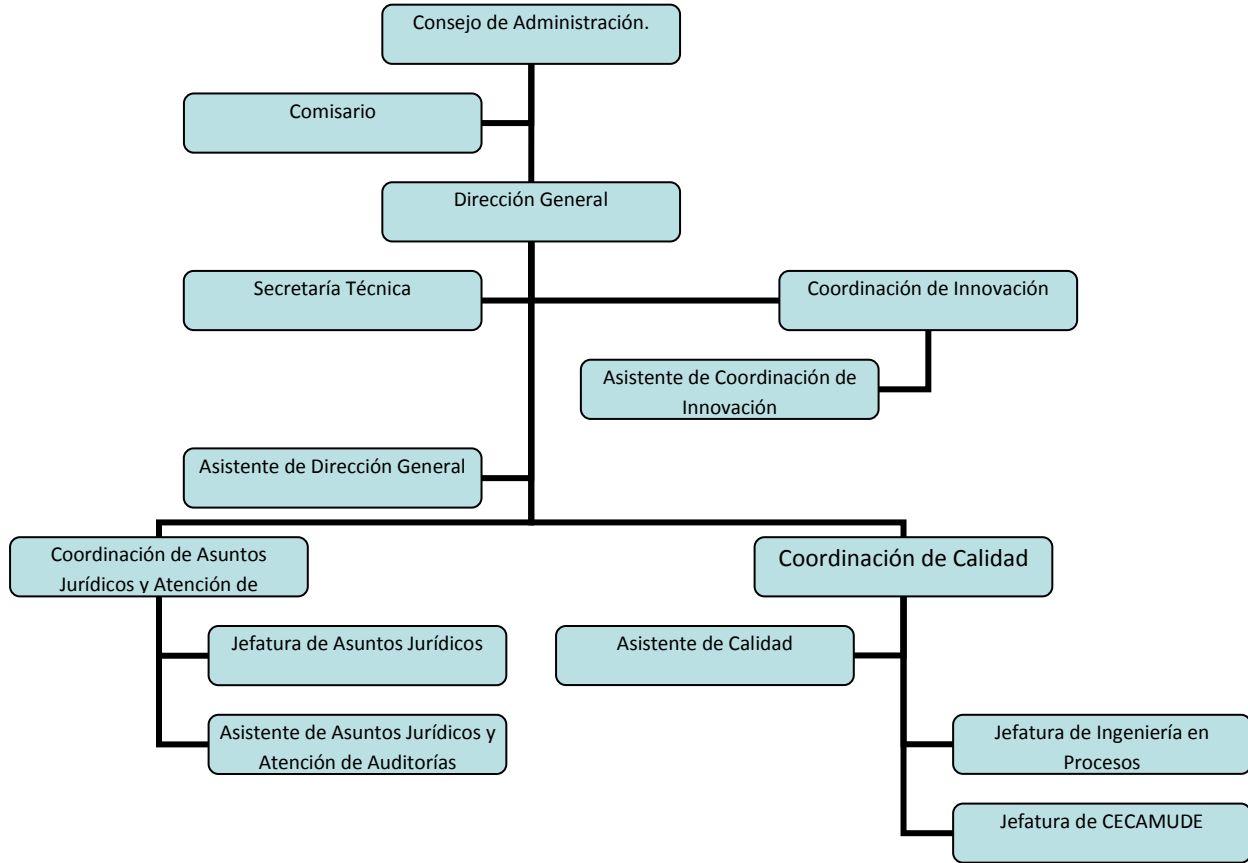 Consejo de Administración.
Comisario
Dirección General
Secretaría Técnica
Coordinación de Innovación
Asistente de Coordinación de
Innovación
Asistente de Dirección General
Coordinación de Asuntos
Jurídicos y Atención de
Coordinación de Calidad
Jefatura de Asuntos Jurídicos
Asistente de Calidad
Asistente de Asuntos Jurídicos y
Atención de Auditorías
Jefatura de Ingeniería en
Procesos
Jefatura de CECAMUDE